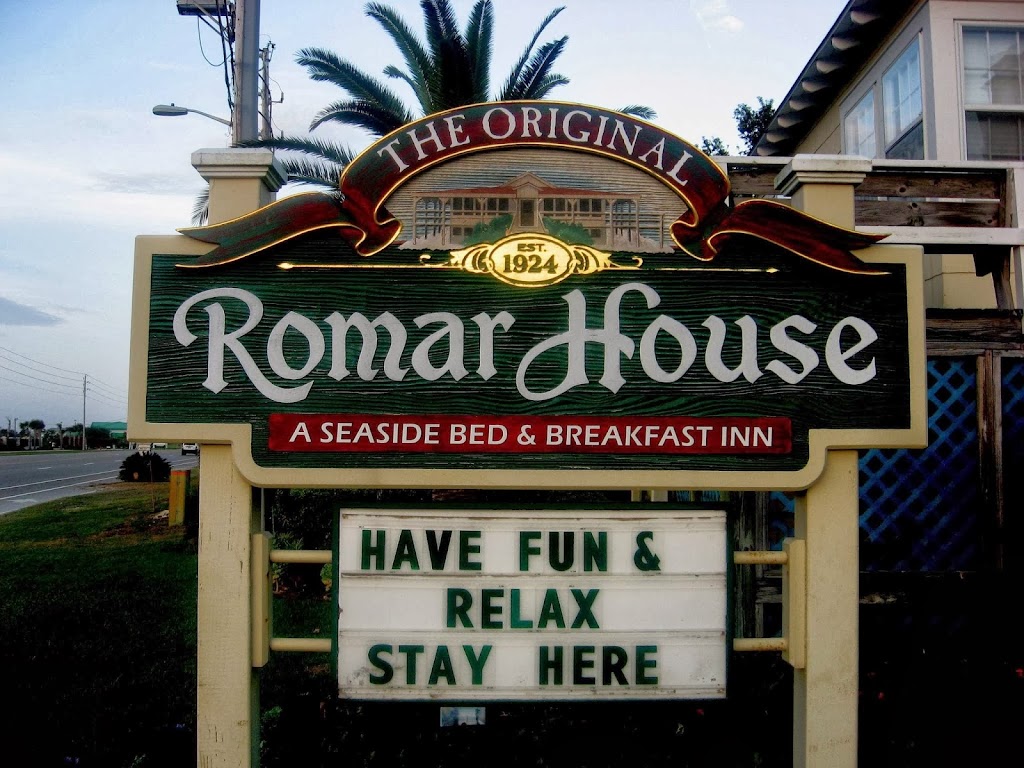 THE ORIGINAL
EST.
1924
Romar House
A SEASIDE BED & BREAKFAST INN
HAVE FUN &
RELAX
STAY HERE